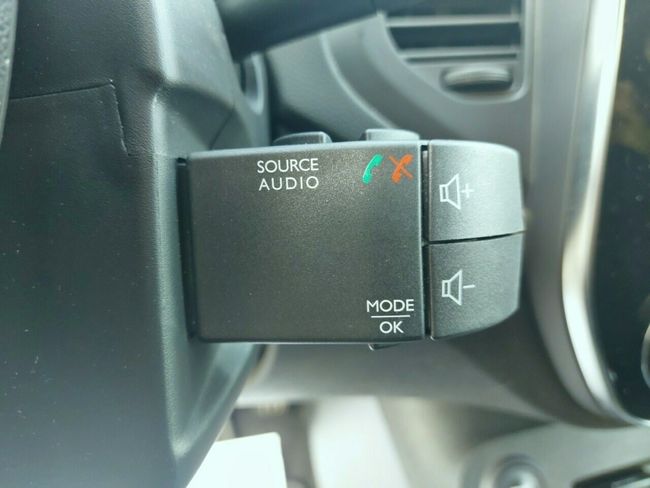 SOURCE
AUDIO
+
-
MODE
OK